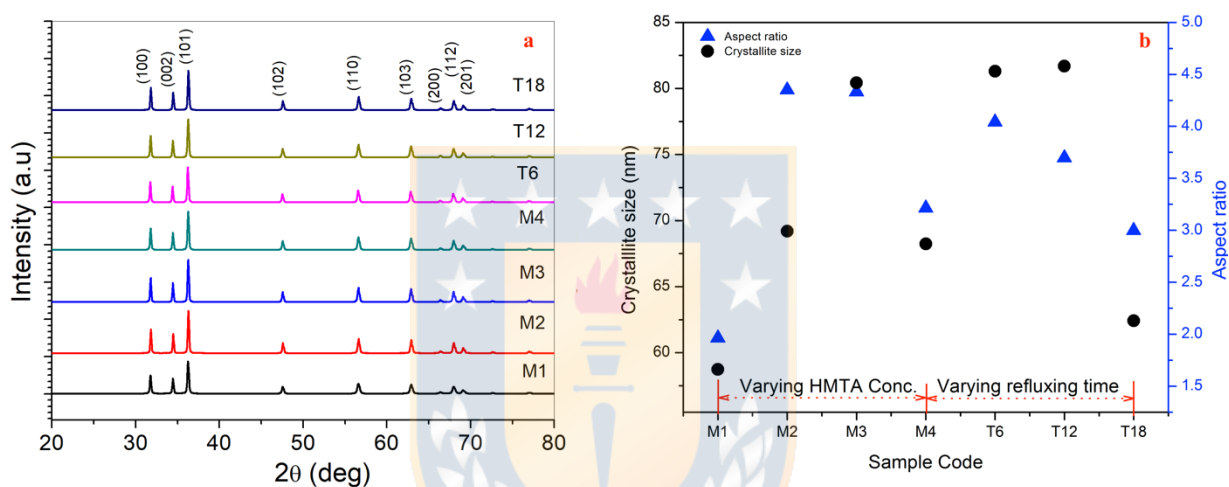 a
(100)
(002)
(101)
(102)
(110)
(103)
(200)
(112)
(201)
T18
T12
T6
M4
M3
M2
M1
Intensity (a.u)
20 30 40 50 60 70 80
2θ (deg)
b
Aspect ratio
Crystallite size
85
80
75
70
65
60
Crystalllite size (nm)
5.0
4.5
4.0
3.5
3.0
2.5
2.0
1.5
Aspect ratio
Varying HMTA Conc. Varying refluxing time
M1 M2 M3 M4 T6 T12 T18
Sample Code